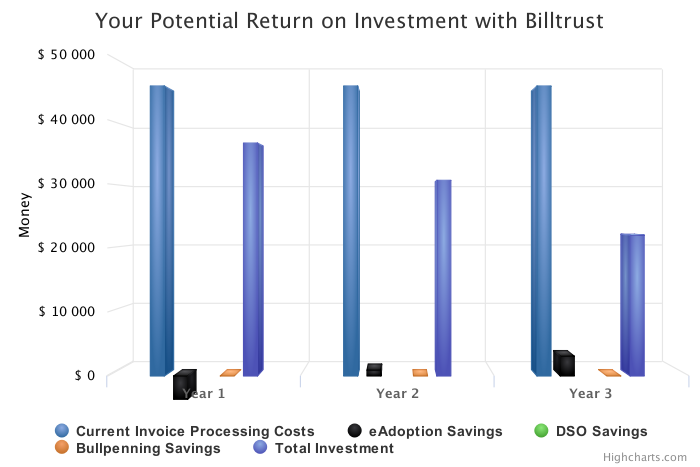 Your Potential Return on Investment with Billtrust
$ 50 000
$ 40 000
$ 30 000
$ 20 000
$ 10 000
$ 0
Money
Year 1
Year 2
Year 3
Current Invoice Processing Costs
eAdoption Savings
DSO Savings
Bullpenning Savings
Total Investment
Highcharts.com